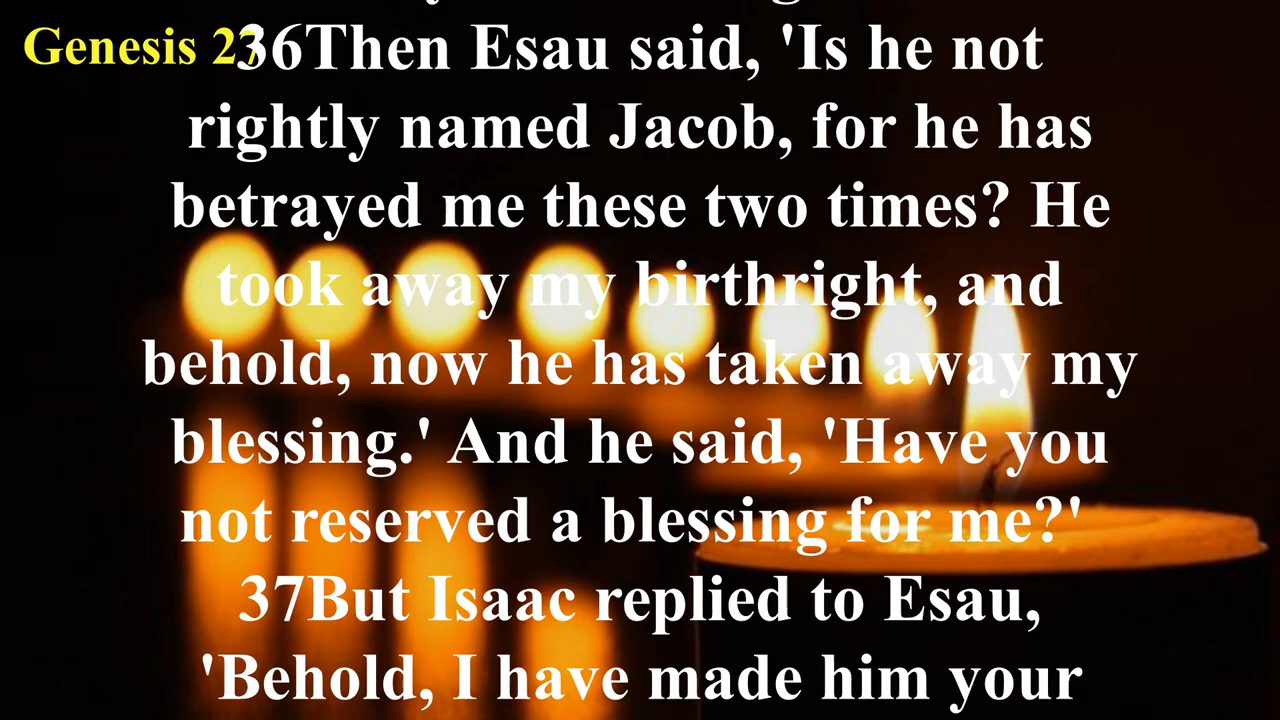 Genesis 27
36Then Esau said, 'Is he not
rightly named Jacob, for he has
betrayed me these two times? He
took away my birthright, and
behold, now he has taken away my
blessing.' And he said, 'Have you
not reserved a blessing for me?'
37But Isaac replied to Esau,
'Behold, I have made him your